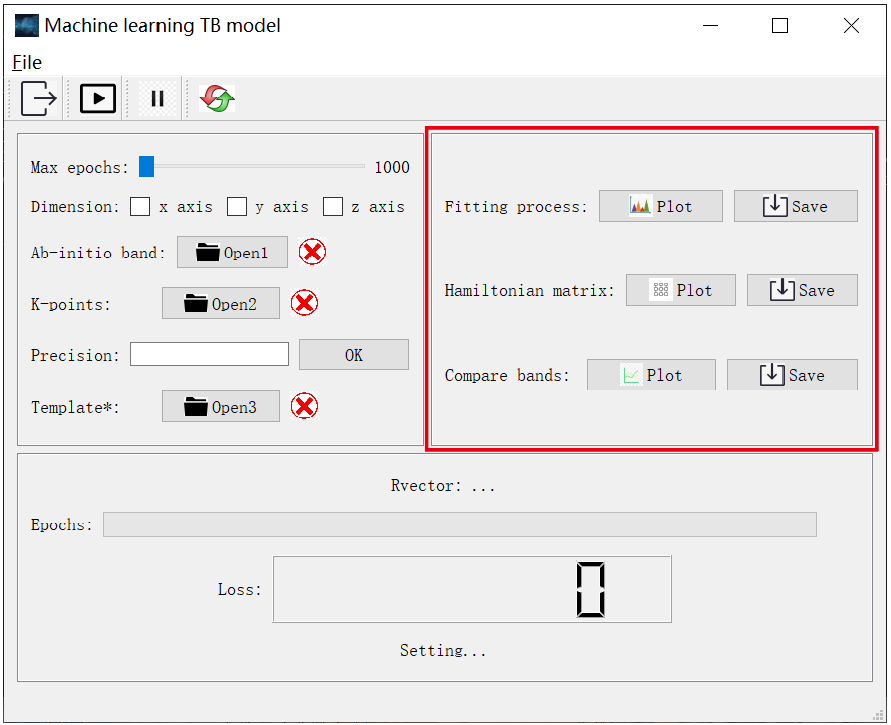 Machine learning TB model
File
Max epochs: 1000
Dimension: x axis y axis z axis
Ab-initio band: Open1
K-points: Open2
Precision: OK
Template*: Open3
Fitting process: Plot Save
Hamiltonian matrix: Plot Save
Compare bands: Plot Save
Rvector: ...
Epochs:
Loss: 0
Setting...